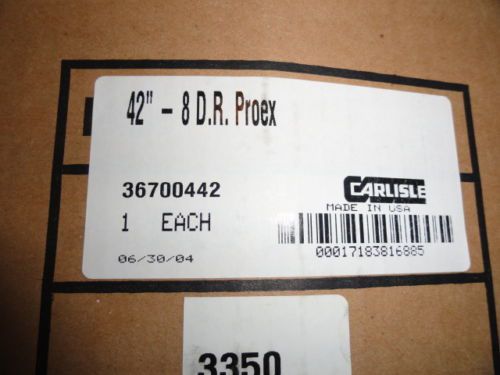 42" - 8 D.R. Proex
36700442
CARLISLE
MADE IN USA
1 EACH
00017183816885
06/30/04
3350